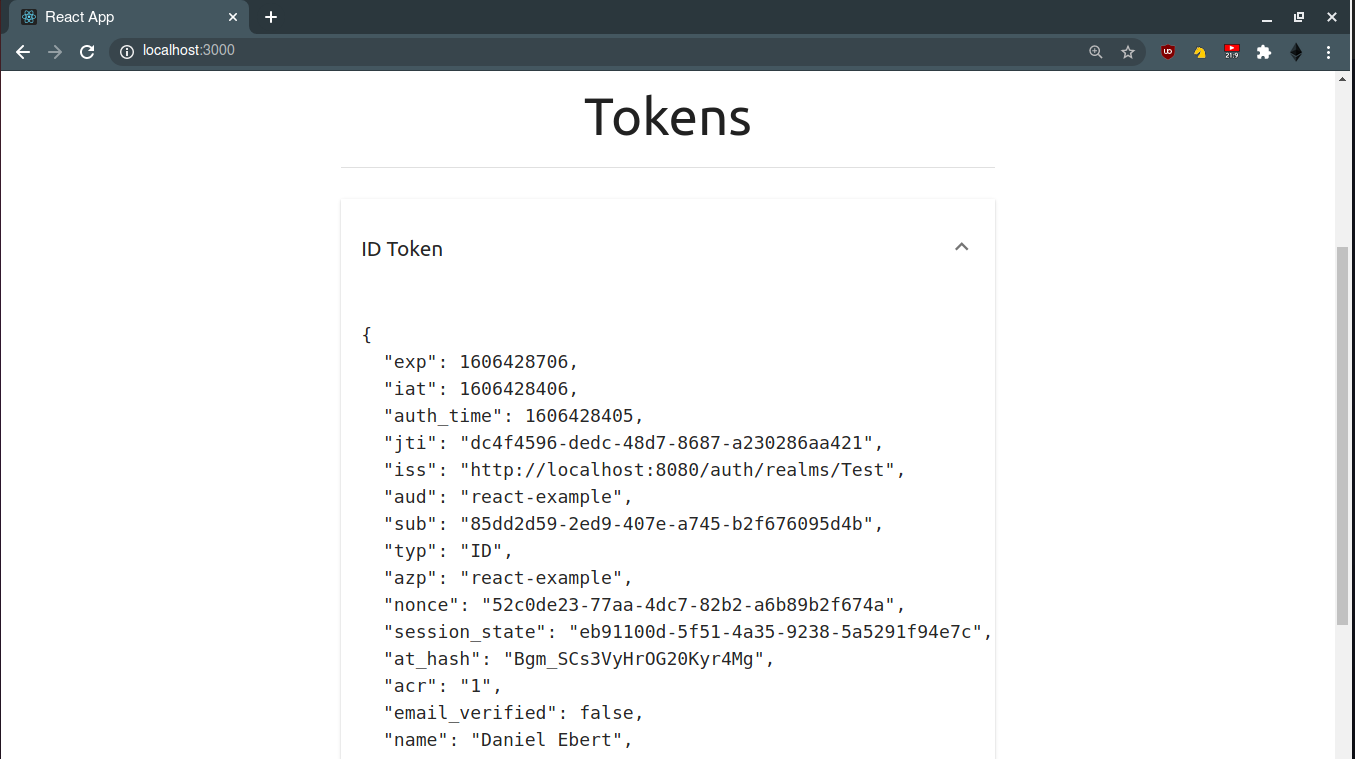 React App
localhost:3000
UD
21:9
Tokens
ID Token
{
"exp": 1606428706,
"iat": 1606428406,
"auth_time": 1606428405,
"jti": "dc4f4596-dedc-48d7-8687-a230286aa421",
"iss": "http://localhost:8080/auth/realms/Test",
"aud": "react-example",
"sub": "85dd2d59-2ed9-407e-a745-b2f676095d4b",
"typ": "ID",
"azp": "react-example",
"nonce": "52c0de23-77aa-4dc7-82b2-a6b89b2f674a",
"session_state": "eb91100d-5f51-4a35-9238-5a5291f94e7c",
"at_hash": "Bgm_SCs3VyHrOG20Kyr4Mg",
"acr": "1",
"email_verified": false,
"name": "Daniel Ebert",